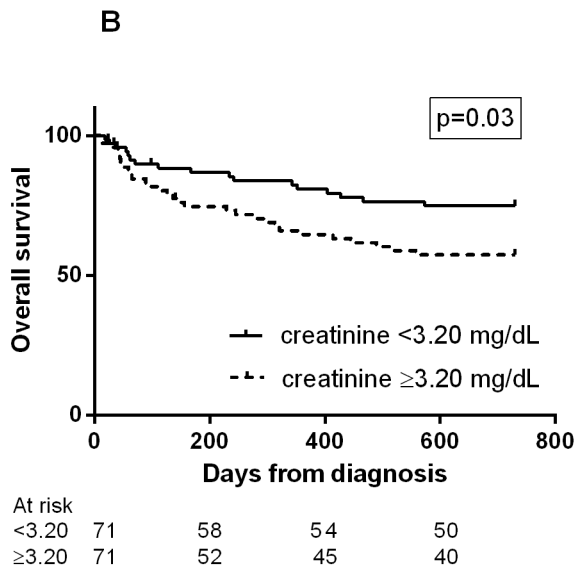 B
p=0.03
100
50
0
Overall survival
creatinine <3.20 mg/dL
creatinine ≥3.20 mg/dL
0 200 400 600 800
Days from diagnosis
At risk
<3.20 71 58 54 50
≥3.20 71 52 45 40